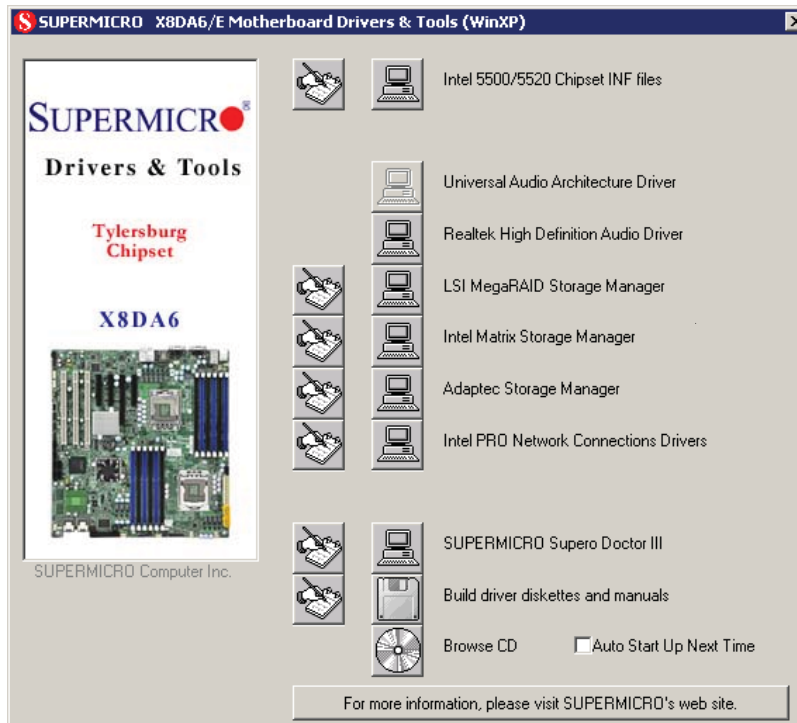 SUPERMICRO X8DA6/E Motherboard Drivers & Tools (WinXP)
SUPERMICRO®
Drivers & Tools
Tylersburg
Chipset
X8DA6
SUPERMICRO Computer Inc.
Intel 5500/5520 Chipset INF files
Universal Audio Architecture Driver
Realtek High Definition Audio Driver
LSI MegaRAID Storage Manager
Intel Matrix Storage Manager
Adaptec Storage Manager
Intel PRO Network Connections Drivers
SUPERMICRO Supero Doctor III
Build driver diskettes and manuals
Browse CD
Auto Start Up Next Time
For more information, please visit SUPERMICRO's web site.